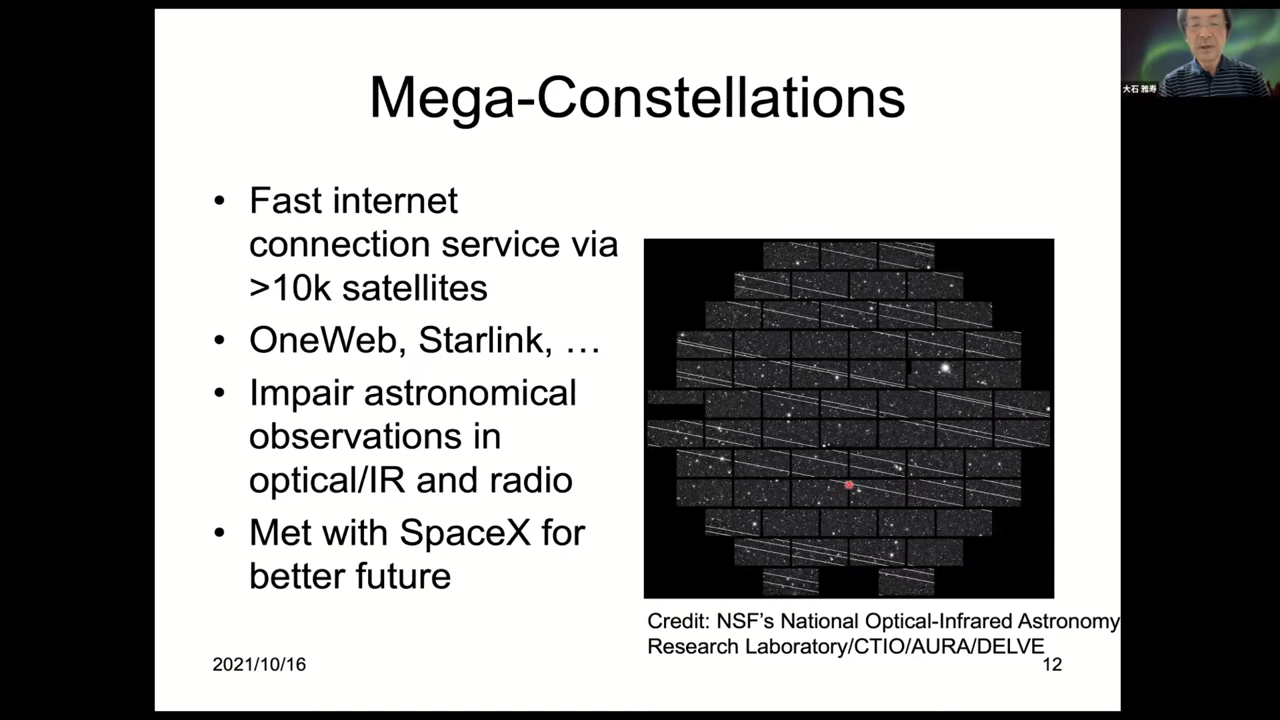 Mega-Constellations
大石 雅寿
• Fast internet
connection service via
>10k satellites
• OneWeb, Starlink, …
• Impair astronomical
observations in
optical/IR and radio
• Met with SpaceX for
better future
Credit: NSF’s National Optical-Infrared Astronomy
Research Laboratory/CTIO/AURA/DELVE
2021/10/16
12